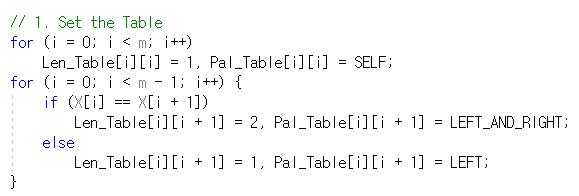 // 1. Set the Table
for (i = 0; i < m; i++)
    Len_Table[i][i] = 1, Pal_Table[i][i] = SELF;
for (i = 0; i < m - 1; i++) {
    if (X[i] == X[i + 1])
        Len_Table[i][i + 1] = 2, Pal_Table[i][i + 1] = LEFT_AND_RIGHT;
    else
        Len_Table[i][i + 1] = 1, Pal_Table[i][i + 1] = LEFT;
}